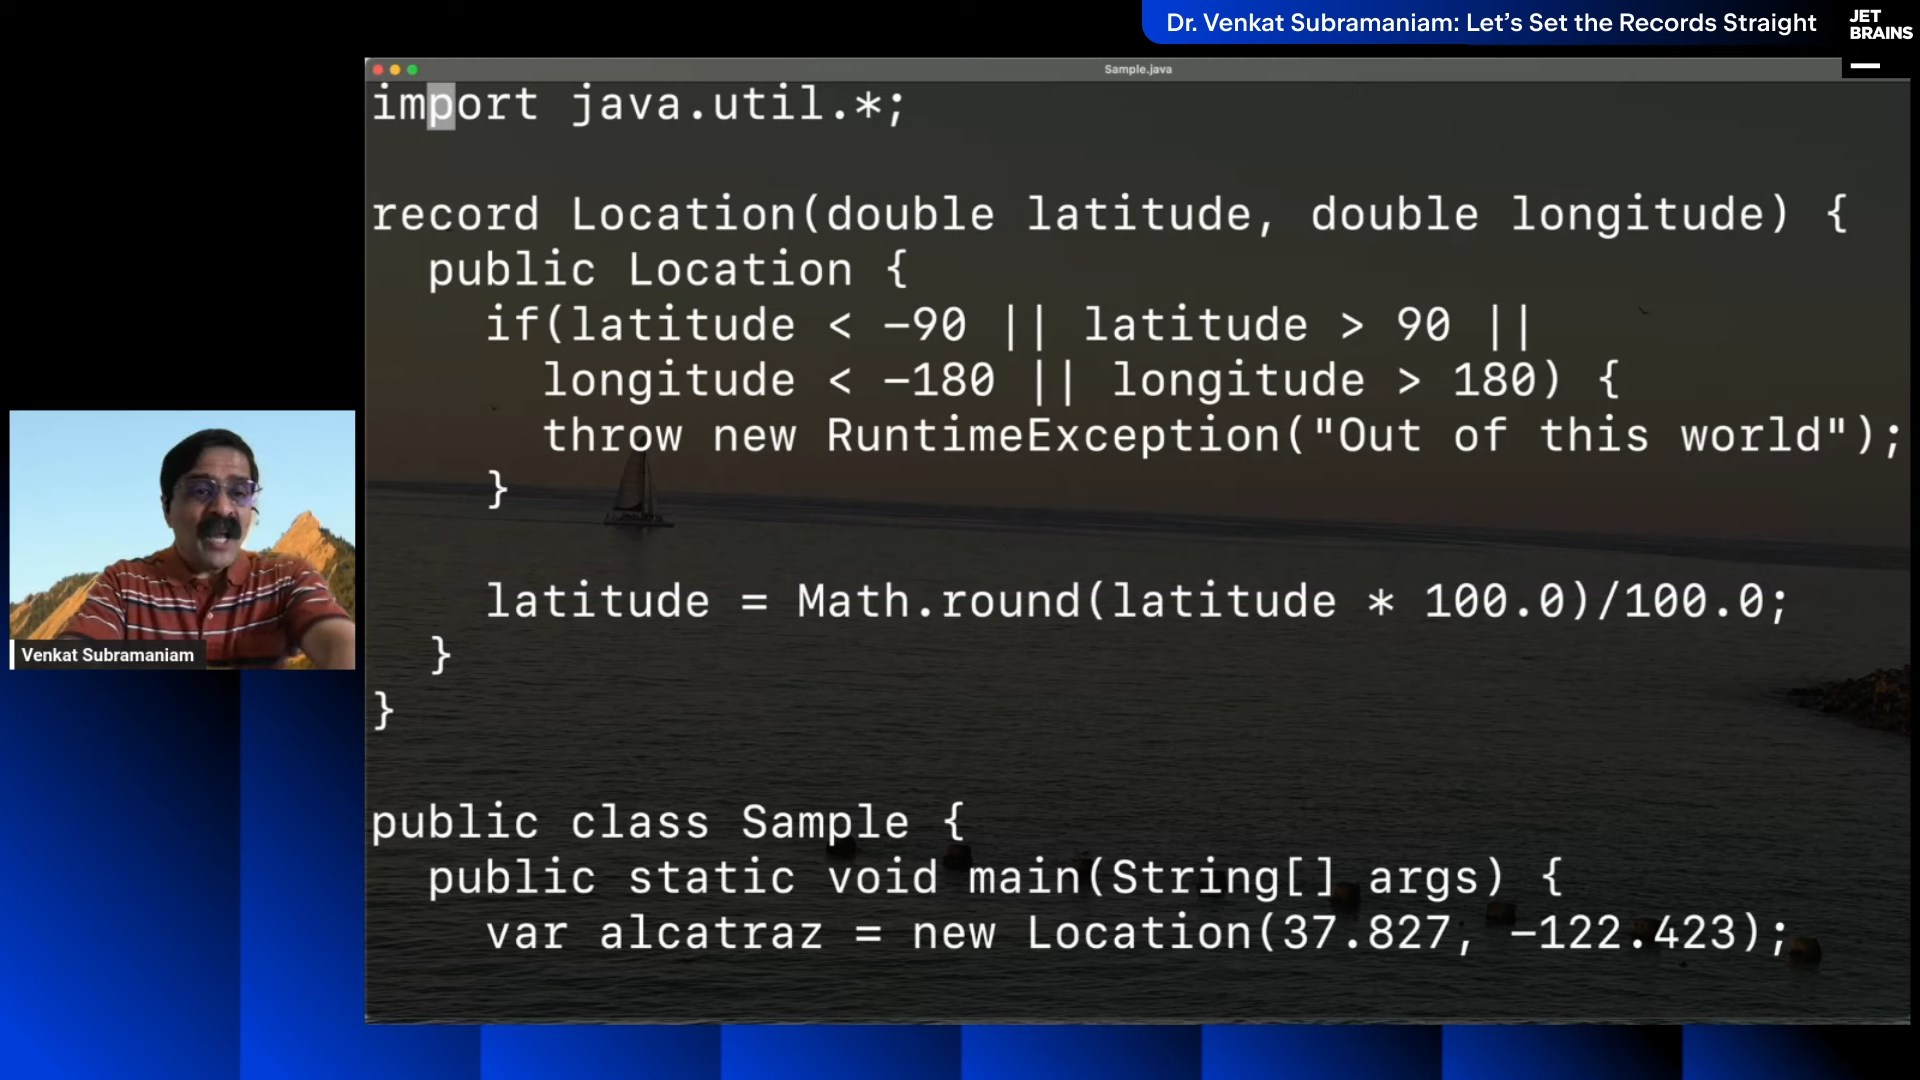 Dr. Venkat Subramaniam: Let’s Set the Records Straight
JET
BRAINS
Sample.java
import java.util.*;
record Location(double latitude, double longitude) {
public Location {
if(latitude < -90 || latitude > 90 ||
longitude < -180 || longitude > 180) {
throw new RuntimeException("Out of this world");
}
latitude = Math.round(latitude * 100.0)/100.0;
}
}
public class Sample {
public static void main(String[] args) {
var alcatraz = new Location(37.827, -122.423);
Venkat Subramaniam